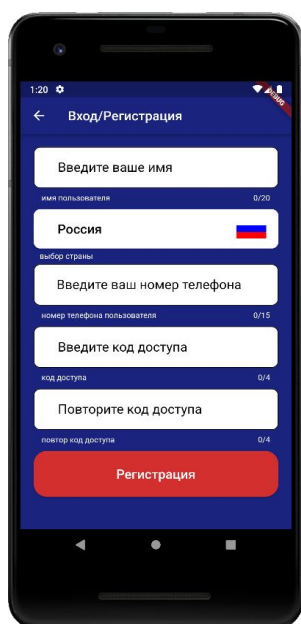 1:20
DEBUG
Вход/Регистрация
Введите ваше имя
имя пользователя 0/20
Россия
выбор страны
Введите ваш номер телефона
номер телефона пользователя 0/15
Введите код доступа
код доступа 0/4
Повторите код доступа
повтор код доступа 0/4
Регистрация